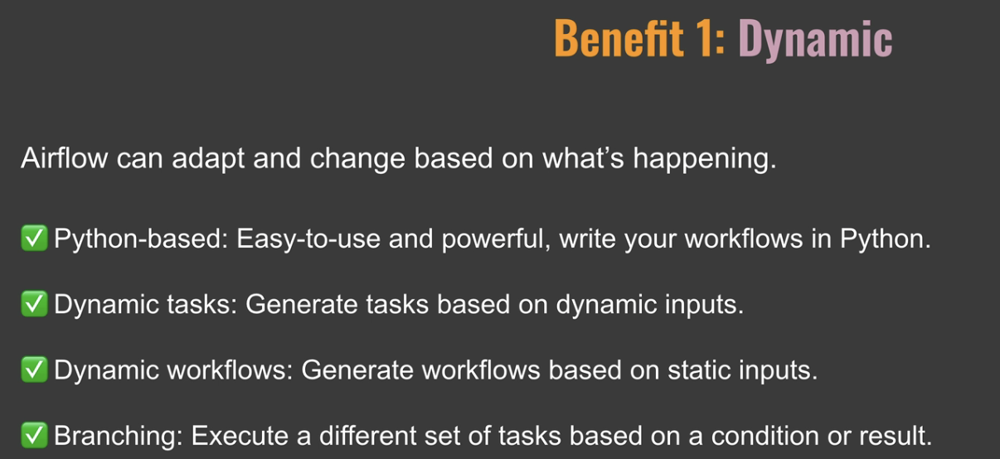 Benefit 1: Dynamic
Airflow can adapt and change based on what’s happening.
✅ Python-based: Easy-to-use and powerful, write your workflows in Python.
✅ Dynamic tasks: Generate tasks based on dynamic inputs.
✅ Dynamic workflows: Generate workflows based on static inputs.
✅ Branching: Execute a different set of tasks based on a condition or result.